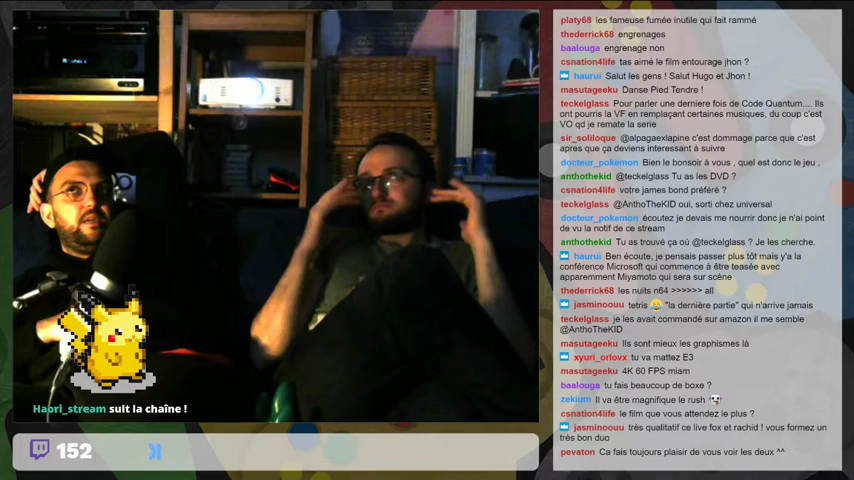 platy68 les fameuse fumée inutile qui fait rammé
thederrick68 engrenages
baalouga engrenage non
csnation4life tas aimé le film entourage jhon ?
haurui Salut les gens ! Salut Hugo et Jhon !
masutageeku Danse Pied Tendre !
teckelglass Pour parler une derniere fois de Code Quantum.... Ils
ont pourris la VF en remplaçant certaines musiques, du coup c'est
VO qd je remate la serie
sir_soliloque @alpagaexlapine c'est dommage parce que c'est
apres que ça deviens interessant à suivre
docteur_pokemon Bien le bonsoir à vous , quel est donc le jeu ,
anthothekid @teckelglass Tu as les DVD ?
csnation4life votre james bond préféré ?
teckelglass @AnthoTheKID oui, sorti chez universal
docteur_pokemon écoutez je devais me nourrir donc je n'ai point
de vu la notif de ce stream
anthothekid Tu as trouvé ça où @teckelglass ? Je les cherche.
haurui Ben écoute, je pensais passer plus tôt mais y'a la
conférence Microsoft qui commence à être teasée avec
apparemment Miyamoto qui sera sur scène
thederrick68 les nuits n64 >>>>>> all
jasminoouu tetris "la dernière partie" qui n'arrive jamais
teckelglass je les avait commandé sur amazon il me semble
@AnthoTheKID
masutageeku Ils sont mieux les graphismes là
xyuri_orlovx tu va mattez E3
masutageeku 4K 60 FPS miam
baalouga tu fais beaucoup de boxe ?
zekium Il va être magnifique le rush
csnation4life le film que vous attendez le plus ?
jasminoouu très qualitatif ce live fox et rachid ! vous formez un
très bon duo
pevaton Ca fais toujours plaisir de vous voir les deux ^^
Haori_stream suit la chaîne !
152